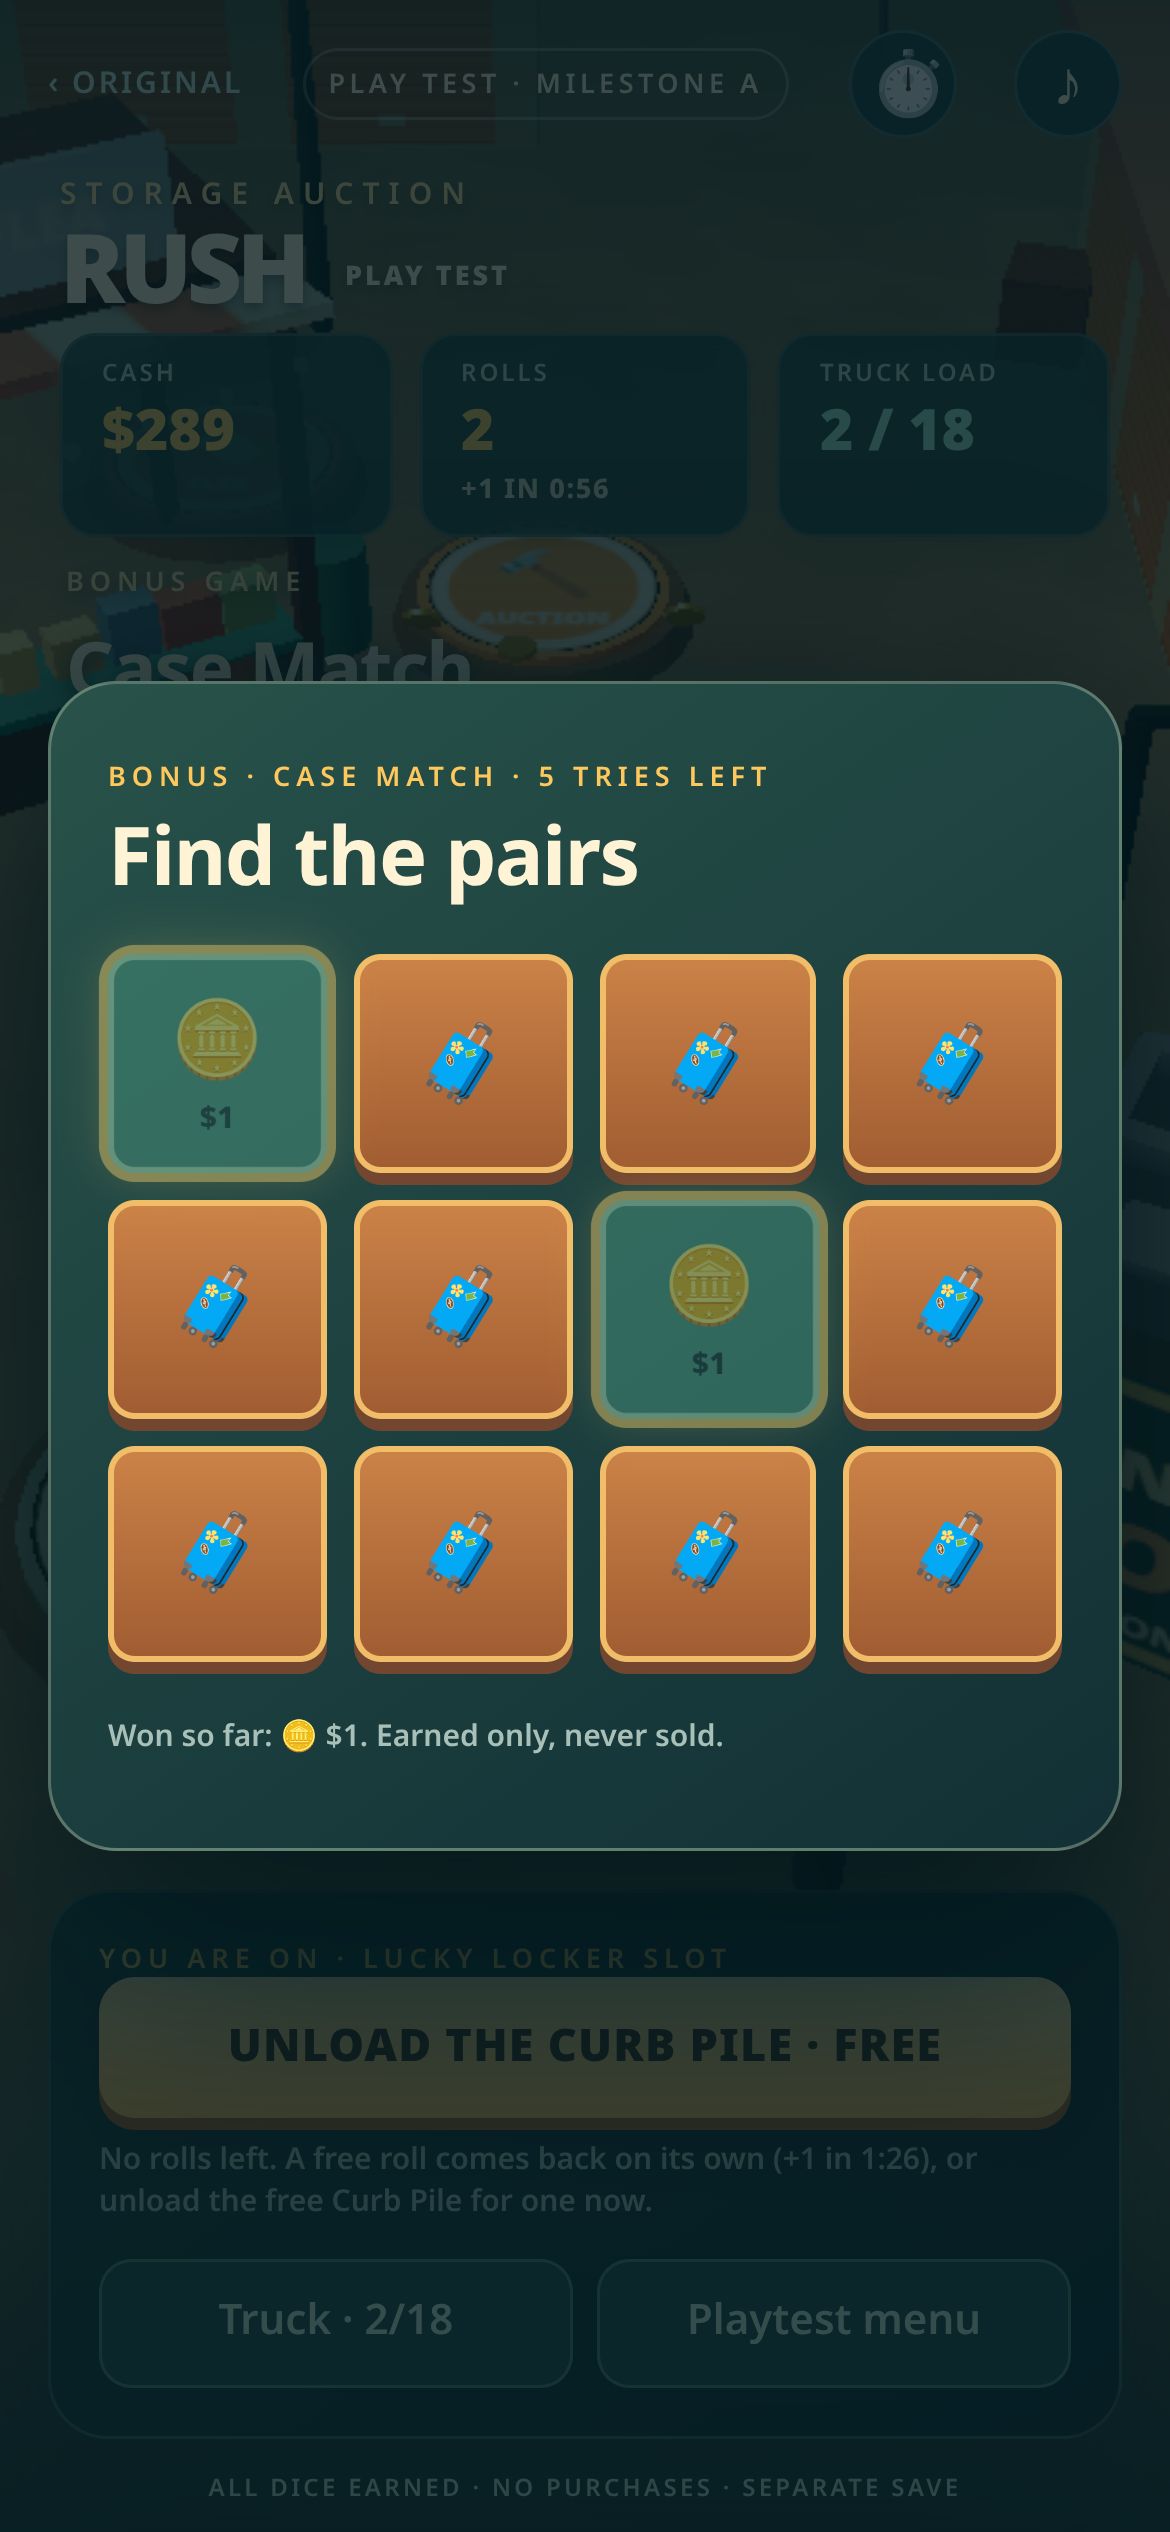 ‹ ORIGINAL
PLAY TEST · MILESTONE A
STORAGE AUCTION
RUSH
PLAY TEST
CASH
$289
ROLLS
2
+1 IN 0:56
TRUCK LOAD
2 / 18
BONUS GAME
AUCTION
Case Match
BONUS · CASE MATCH · 5 TRIES LEFT
Find the pairs
$1
$1
Won so far: 🪙 $1. Earned only, never sold.
YOU ARE ON · LUCKY LOCKER SLOT
UNLOAD THE CURB PILE · FREE
No rolls left. A free roll comes back on its own (+1 in 1:26), or
unload the free Curb Pile for one now.
Truck · 2/18
Playtest menu
ALL DICE EARNED · NO PURCHASES · SEPARATE SAVE